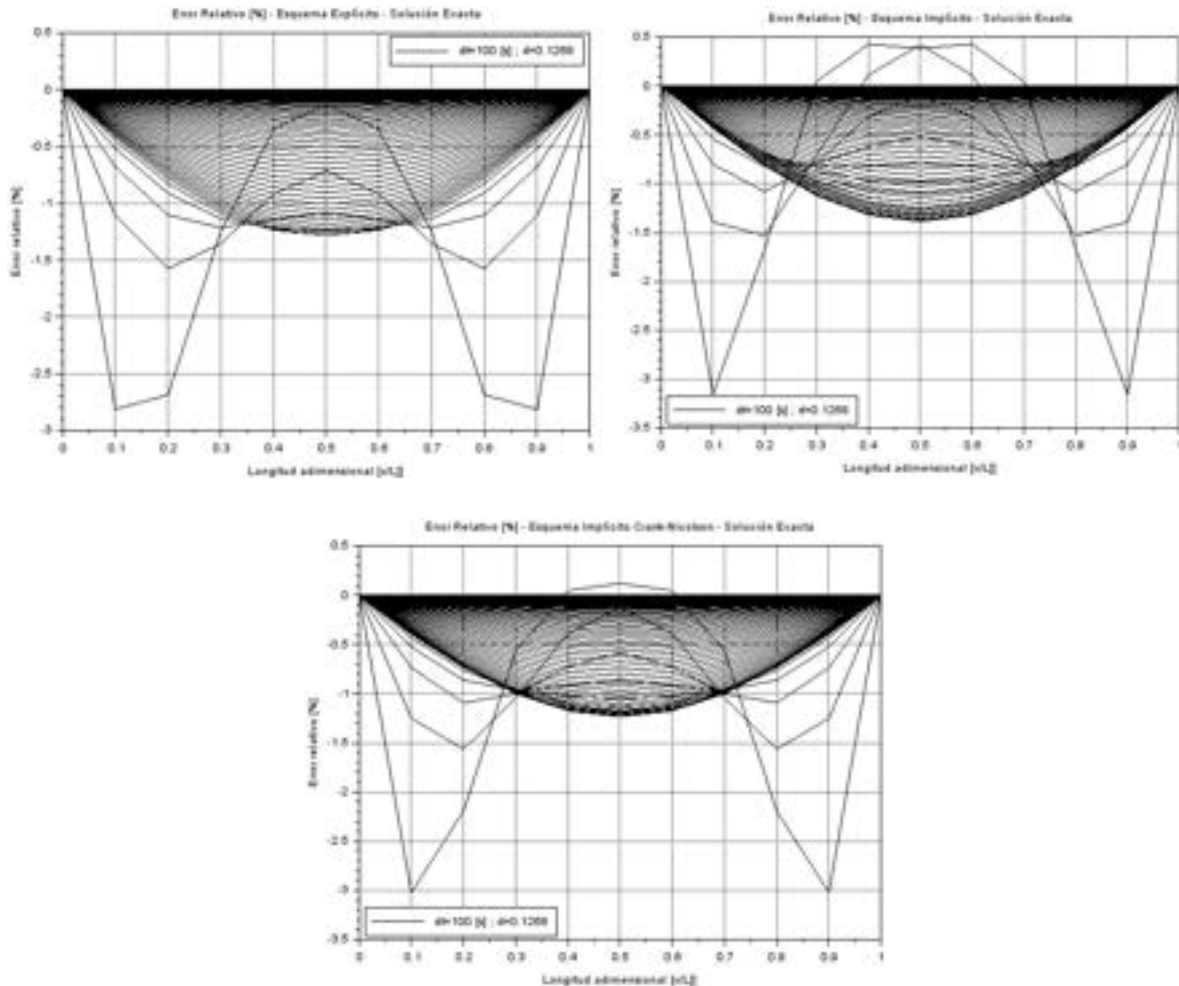 Error Relativo [%] - Esquema Explícito - Solución Exacta
dt=100 [s] ; d=0.1266
Error relativo [%]
0.5
0
-0.5
-1
-1.5
-2
-2.5
-3
0 0.1 0.2 0.3 0.4 0.5 0.6 0.7 0.8 0.9 1
Longitud adimensional [x/L]
Error Relativo [%] - Esquema Implícito - Solución Exacta
dt=100 [s] ; d=0.1266
Error relativo [%]
0.5
0
-0.5
-1
-1.5
-2
-2.5
-3
-3.5
0 0.1 0.2 0.3 0.4 0.5 0.6 0.7 0.8 0.9 1
Longitud adimensional [x/L]
Error Relativo [%] - Esquema Implícito Crank-Nicolson - Solución Exacta
dt=100 [s] ; d=0.1266
Error relativo [%]
0.5
0
-0.5
-1
-1.5
-2
-2.5
-3
-3.5
0 0.1 0.2 0.3 0.4 0.5 0.6 0.7 0.8 0.9 1
Longitud adimensional [x/L]